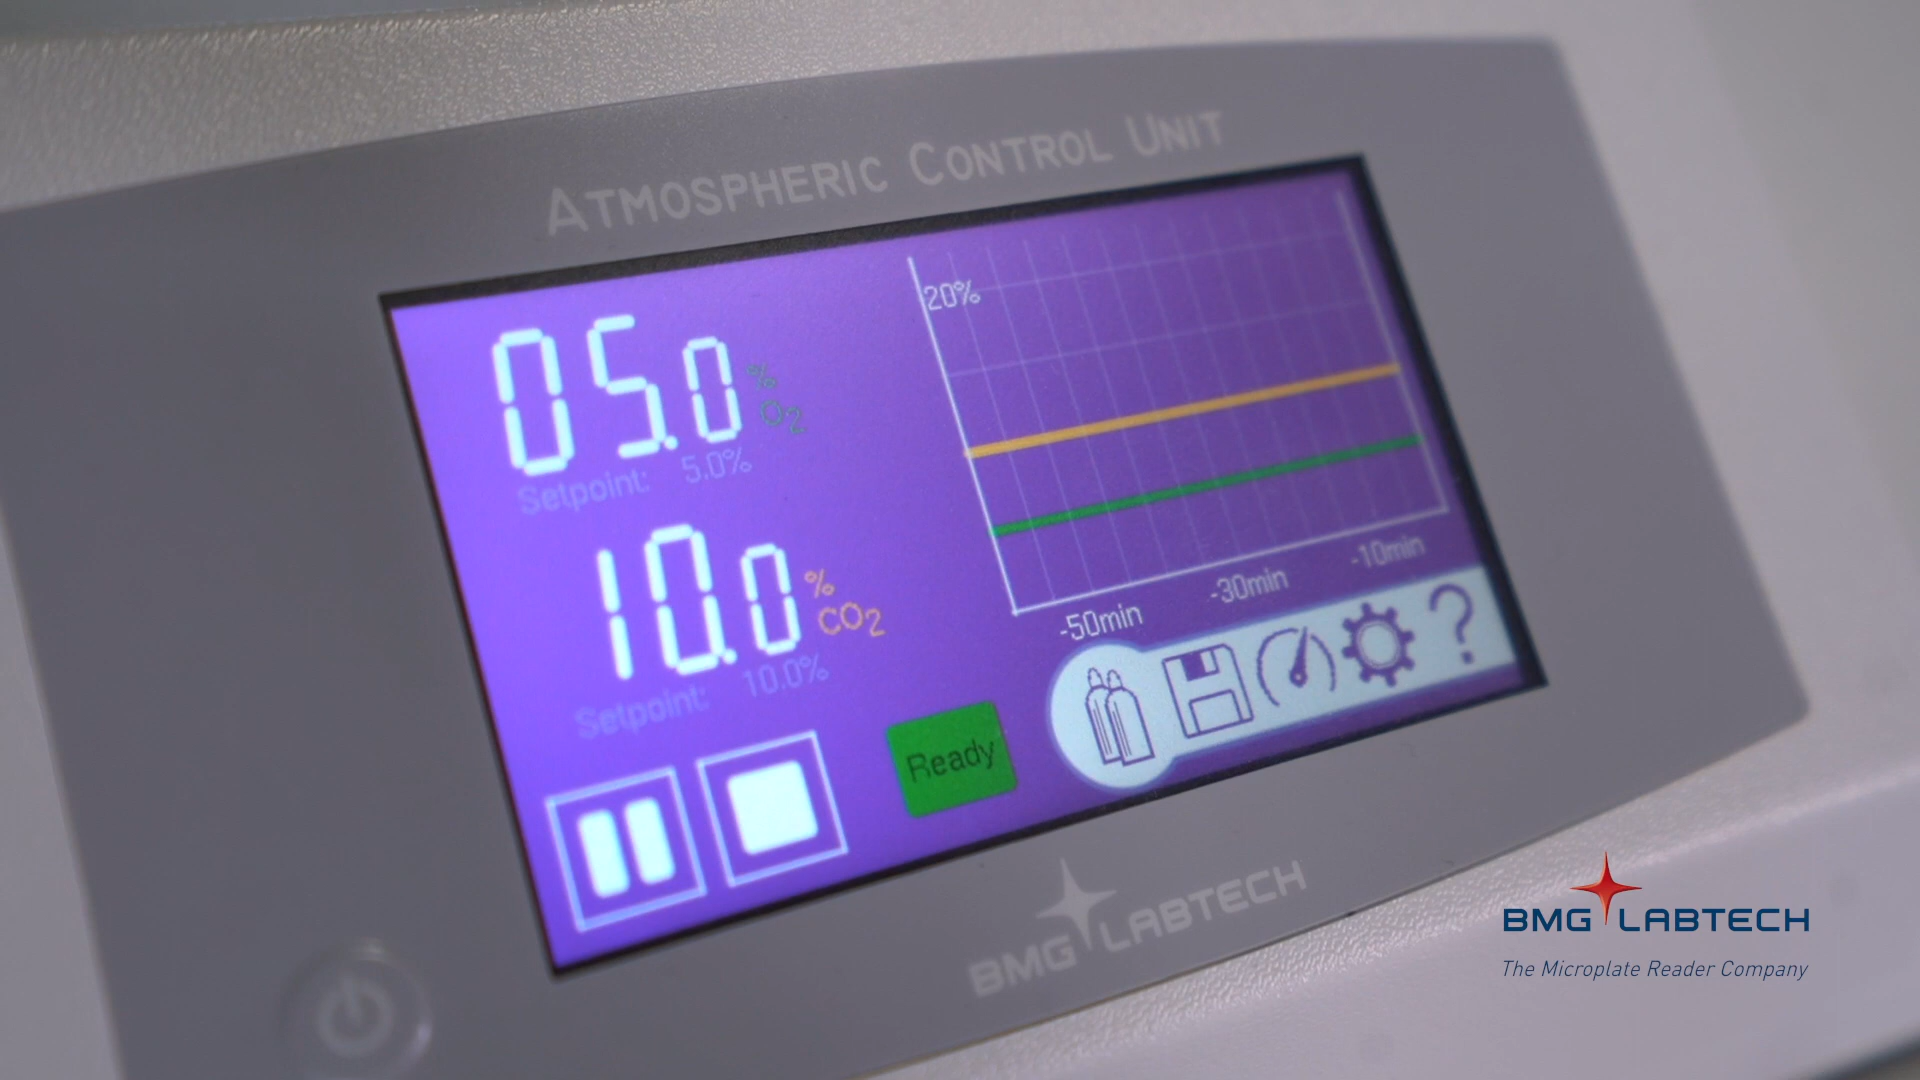 ATMOSPHERIC CONTROL UNIT
05.0 % O2
Setpoint: 5.0%
10.0 % CO2
Setpoint: 10.0%
20%
-50min -30min -10min
Ready
?
BMG LABTECH
BMG LABTECH
The Microplate Reader Company